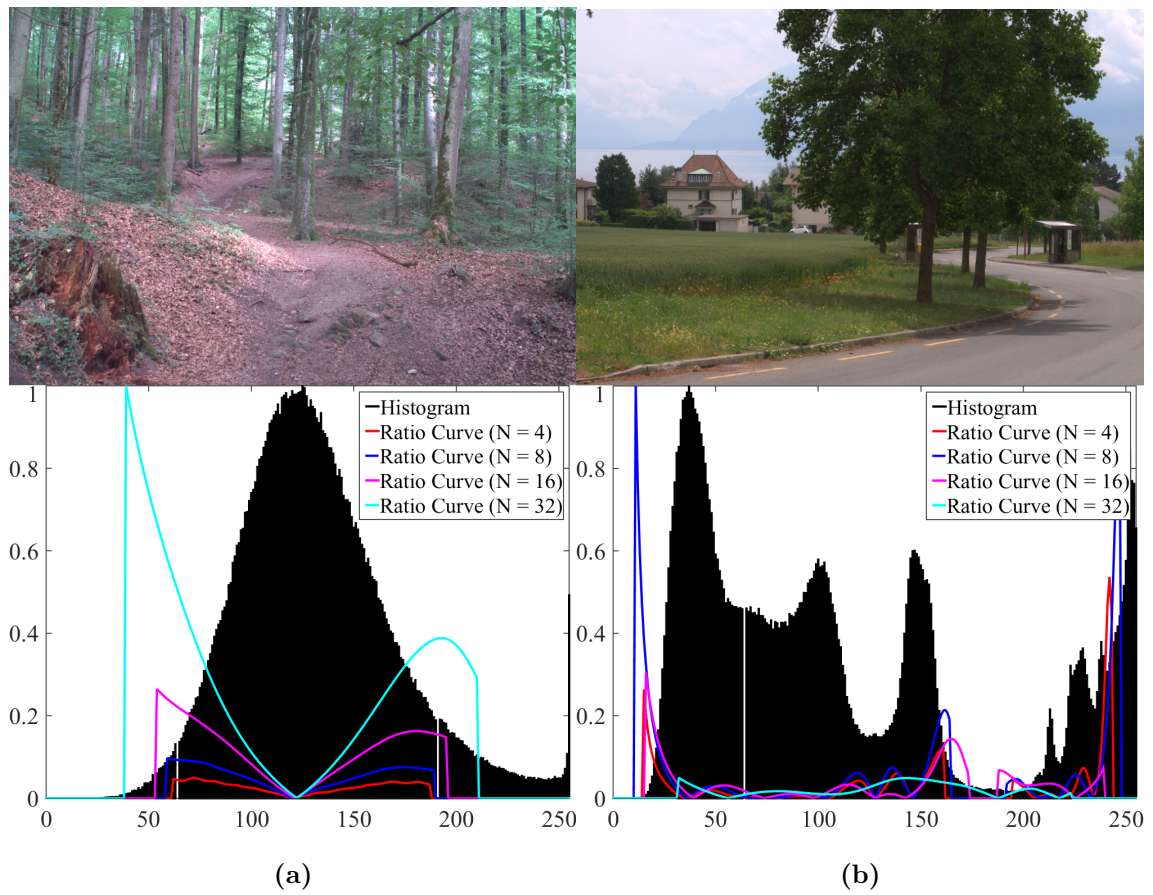 1
0.8
0.6
0.4
0.2
0
0 50 100 150 200 250
Histogram
Ratio Curve (N = 4)
Ratio Curve (N = 8)
Ratio Curve (N = 16)
Ratio Curve (N = 32)
(a)
1
0.8
0.6
0.4
0.2
0
0 50 100 150 200 250
Histogram
Ratio Curve (N = 4)
Ratio Curve (N = 8)
Ratio Curve (N = 16)
Ratio Curve (N = 32)
(b)